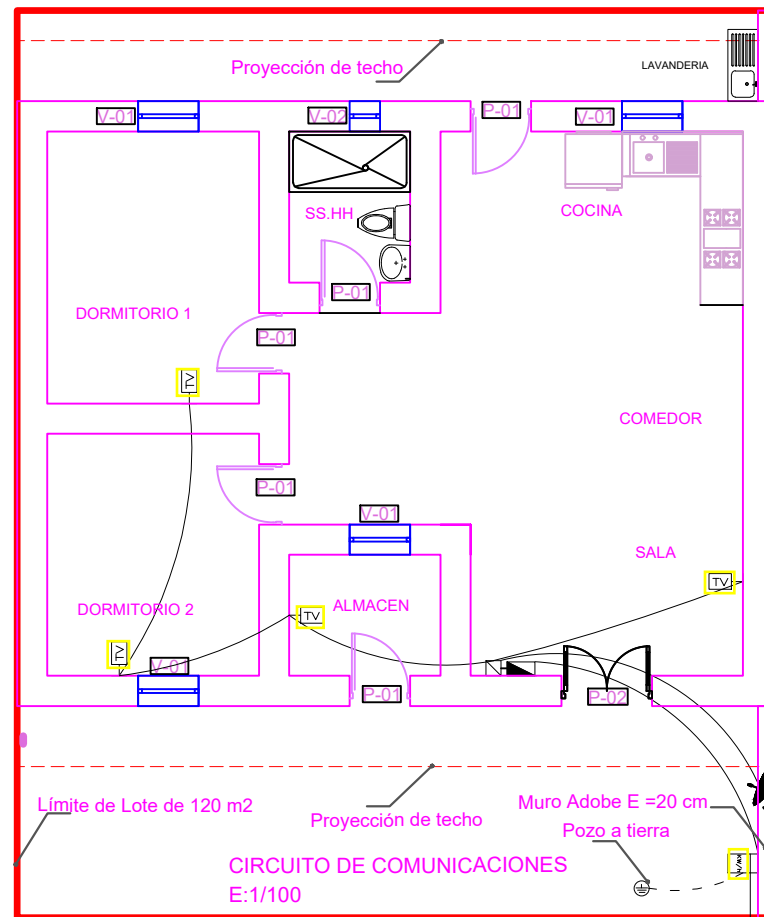 Proyección de techo
LAVANDERIA
V-01
V-02
P-01
V-01
SS.HH
COCINA
P-01
DORMITORIO 1
P-01
TV
COMEDOR
P-01
V-01
SALA
TV
DORMITORIO 2
TV
ALMACEN
TV
V-01
P-01
P-02
Límite de Lote de 120 m2
Proyección de techo
Muro Adobe E =20 cm
Pozo a tierra
CIRCUITO DE COMUNICACIONES
E:1/100